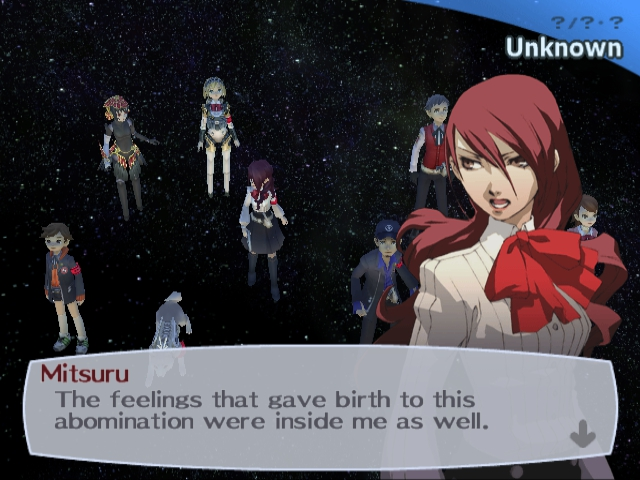 ?/?·?
Unknown
Mitsuru
The feelings that gave birth to this
abomination were inside me as well.